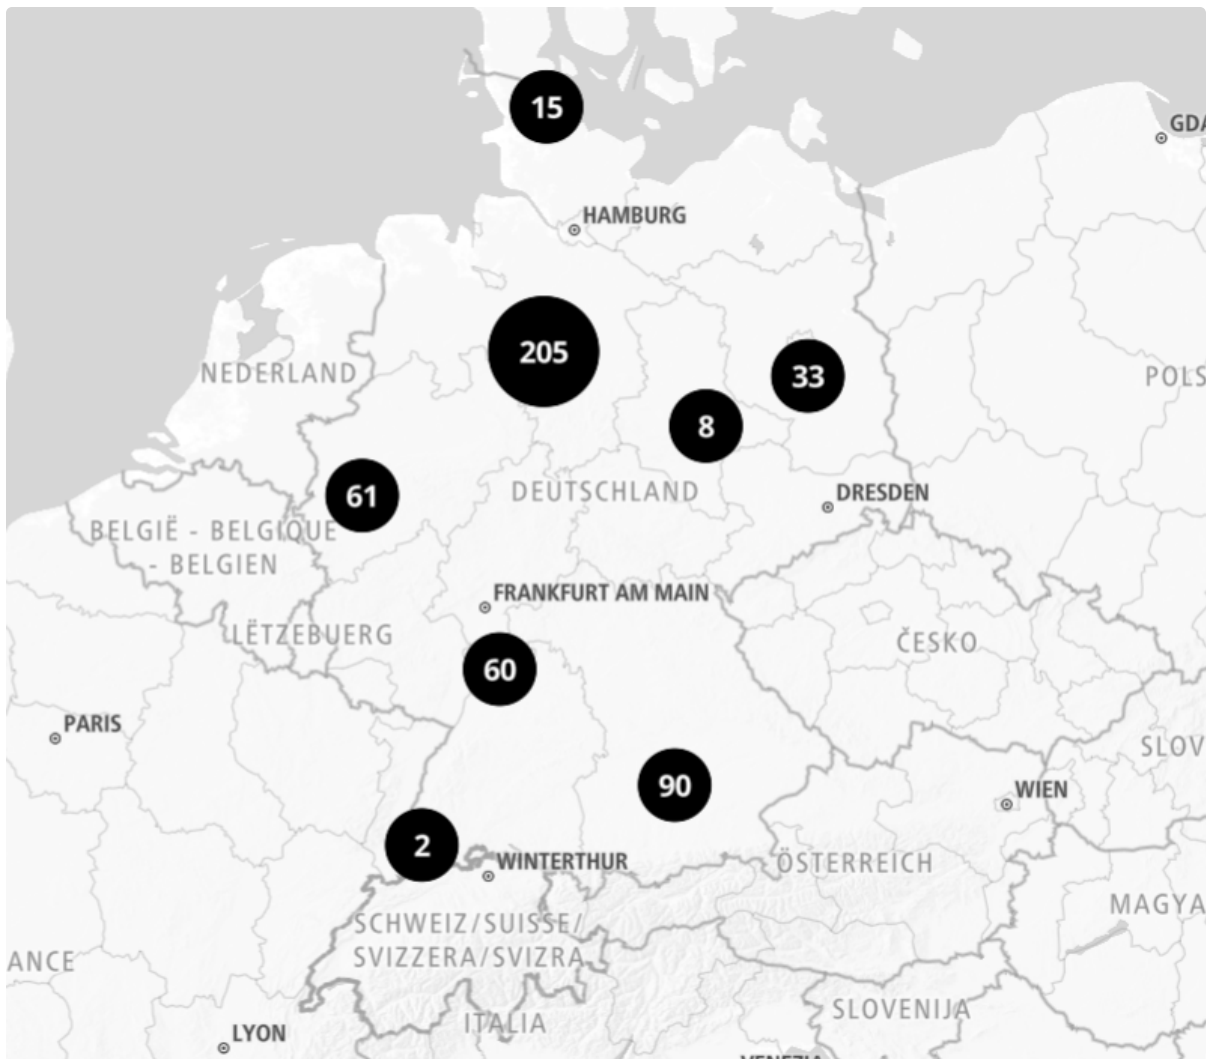 15
GDA
HAMBURG
205
NEDERLAND
33
POLS
8
61
DEUTSCHLAND
DRESDEN
BELGIË - BELGIQUE
- BELGIEN
FRANKFURT AM MAIN
LËTZEBUERG
ČESKO
60
PARIS
SLOV
90
WIEN
2
WINTERTHUR
ÖSTERREICH
SCHWEIZ/SUISSE/
SVIZZERA/SVIZRA
MAGYA
ANCE
SLOVENIJA
ITALIA
LYON
VENEZIA